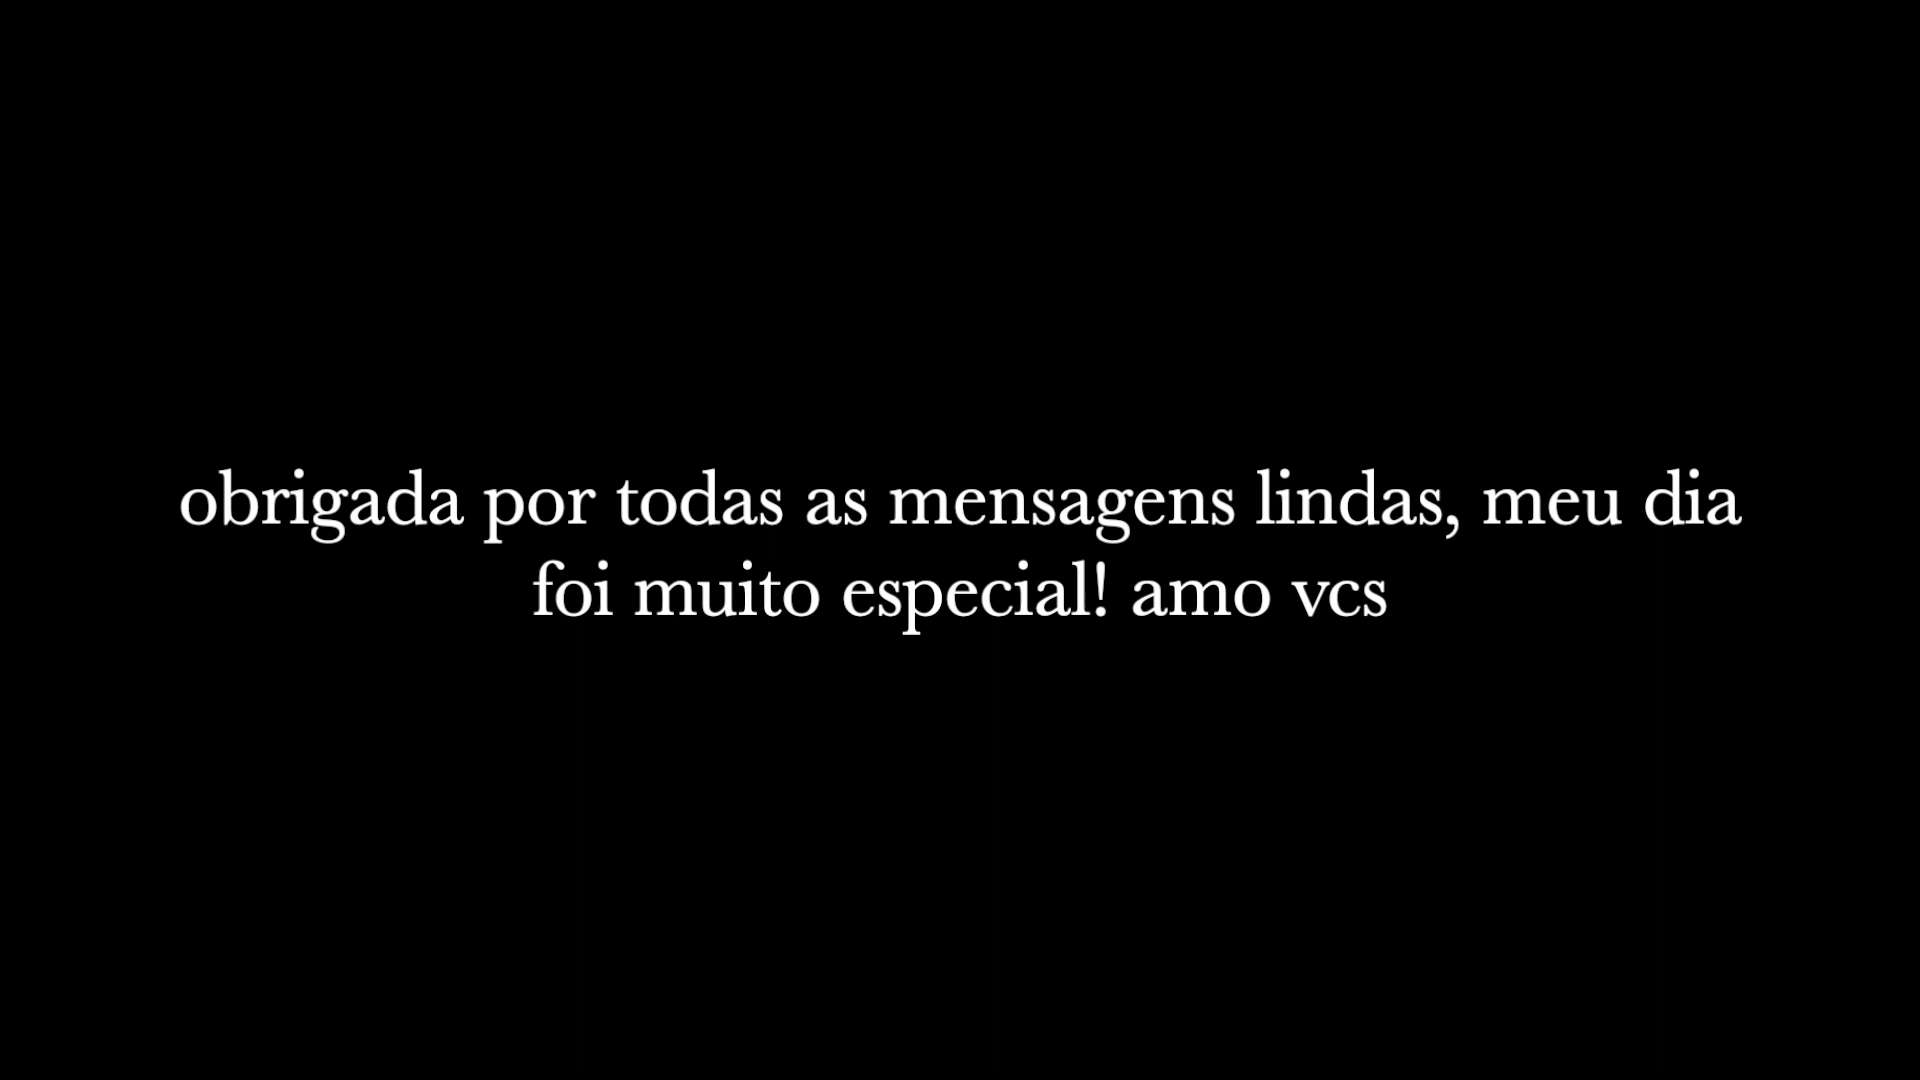 obrigada por todas as mensagens lindas, meu dia
foi muito especial! amo vcs